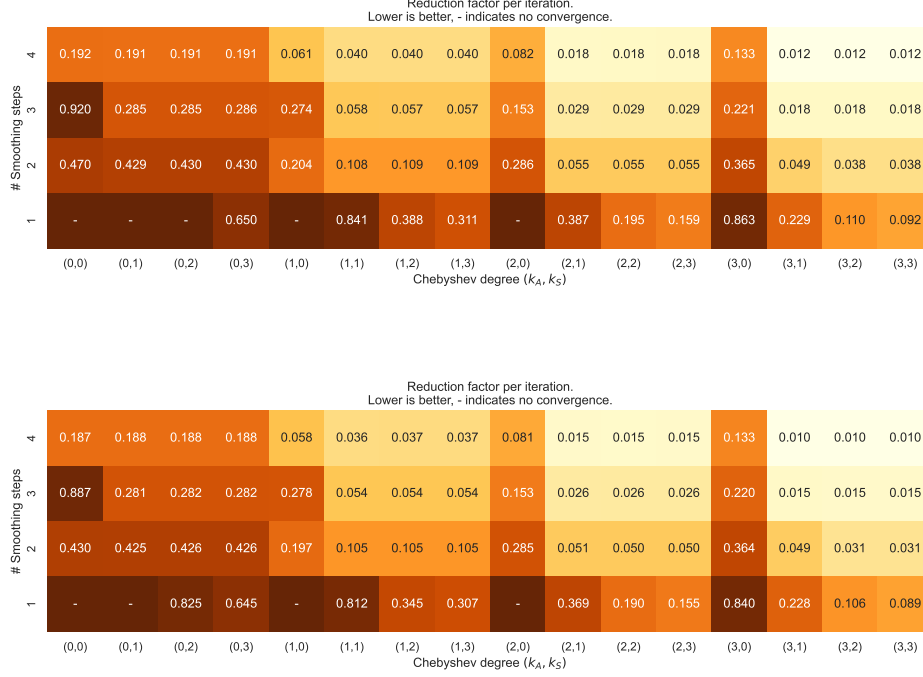 Reduction factor per iteration.
Lower is better, - indicates no convergence.
# Smoothing steps
4 0.192 0.191 0.191 0.191 0.061 0.040 0.040 0.040 0.082 0.018 0.018 0.018 0.133 0.012 0.012 0.012
3 0.920 0.285 0.285 0.286 0.274 0.058 0.057 0.057 0.153 0.029 0.029 0.029 0.221 0.018 0.018 0.018
2 0.470 0.429 0.430 0.430 0.204 0.108 0.109 0.109 0.286 0.055 0.055 0.055 0.365 0.049 0.038 0.038
1 - - - 0.650 - 0.841 0.388 0.311 - 0.387 0.195 0.159 0.863 0.229 0.110 0.092
(0,0) (0,1) (0,2) (0,3) (1,0) (1,1) (1,2) (1,3) (2,0) (2,1) (2,2) (2,3) (3,0) (3,1) (3,2) (3,3)
Chebyshev degree (k_A, k_S)
Reduction factor per iteration.
Lower is better, - indicates no convergence.
# Smoothing steps
4 0.187 0.188 0.188 0.188 0.058 0.036 0.037 0.037 0.081 0.015 0.015 0.015 0.133 0.010 0.010 0.010
3 0.887 0.281 0.282 0.282 0.278 0.054 0.054 0.054 0.153 0.026 0.026 0.026 0.220 0.015 0.015 0.015
2 0.430 0.425 0.426 0.426 0.197 0.105 0.105 0.105 0.285 0.051 0.050 0.050 0.364 0.049 0.031 0.031
1 - - 0.825 0.645 - 0.812 0.345 0.307 - 0.369 0.190 0.155 0.840 0.228 0.106 0.089
(0,0) (0,1) (0,2) (0,3) (1,0) (1,1) (1,2) (1,3) (2,0) (2,1) (2,2) (2,3) (3,0) (3,1) (3,2) (3,3)
Chebyshev degree (k_A, k_S)